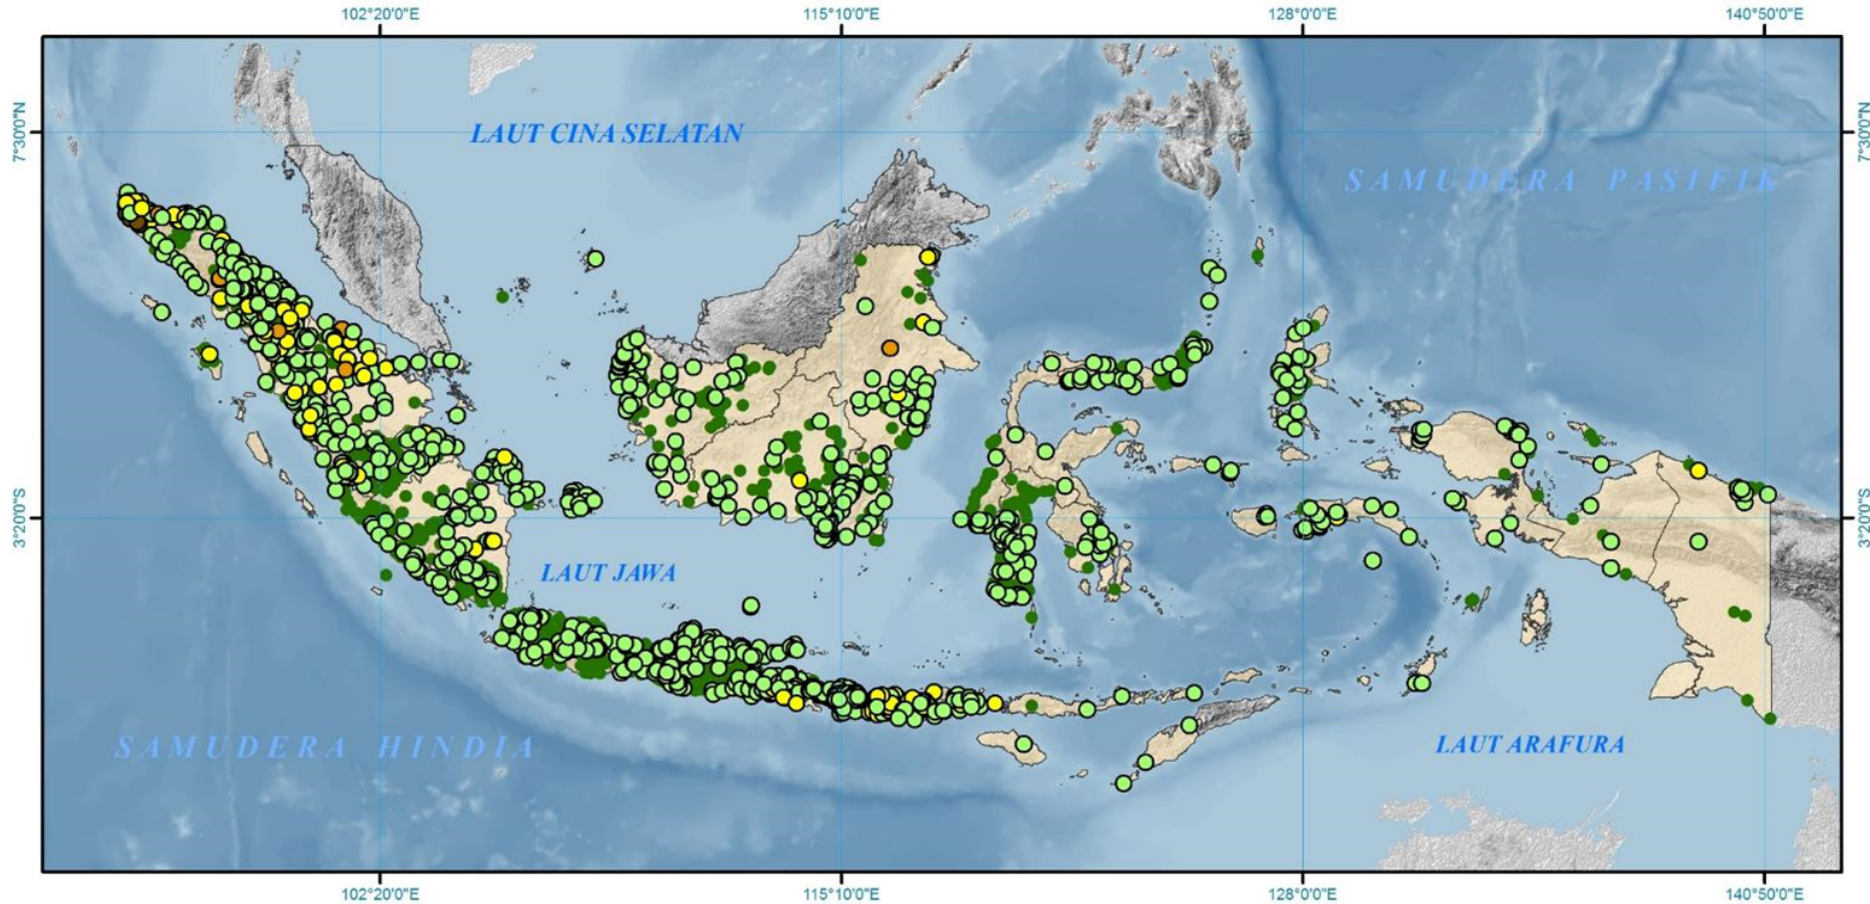 102°20'0"E 115°10'0"E 128°0'0"E 140°50'0"E
7°30'0"N 7°30'0"N
LAUT CINA SELATAN
SAMUDERA PASIFIK
3°20'0"S 3°20'0"S
LAUT JAWA
SAMUDERA HINDIA
LAUT ARAFURA
102°20'0"E 115°10'0"E 128°0'0"E 140°50'0"E